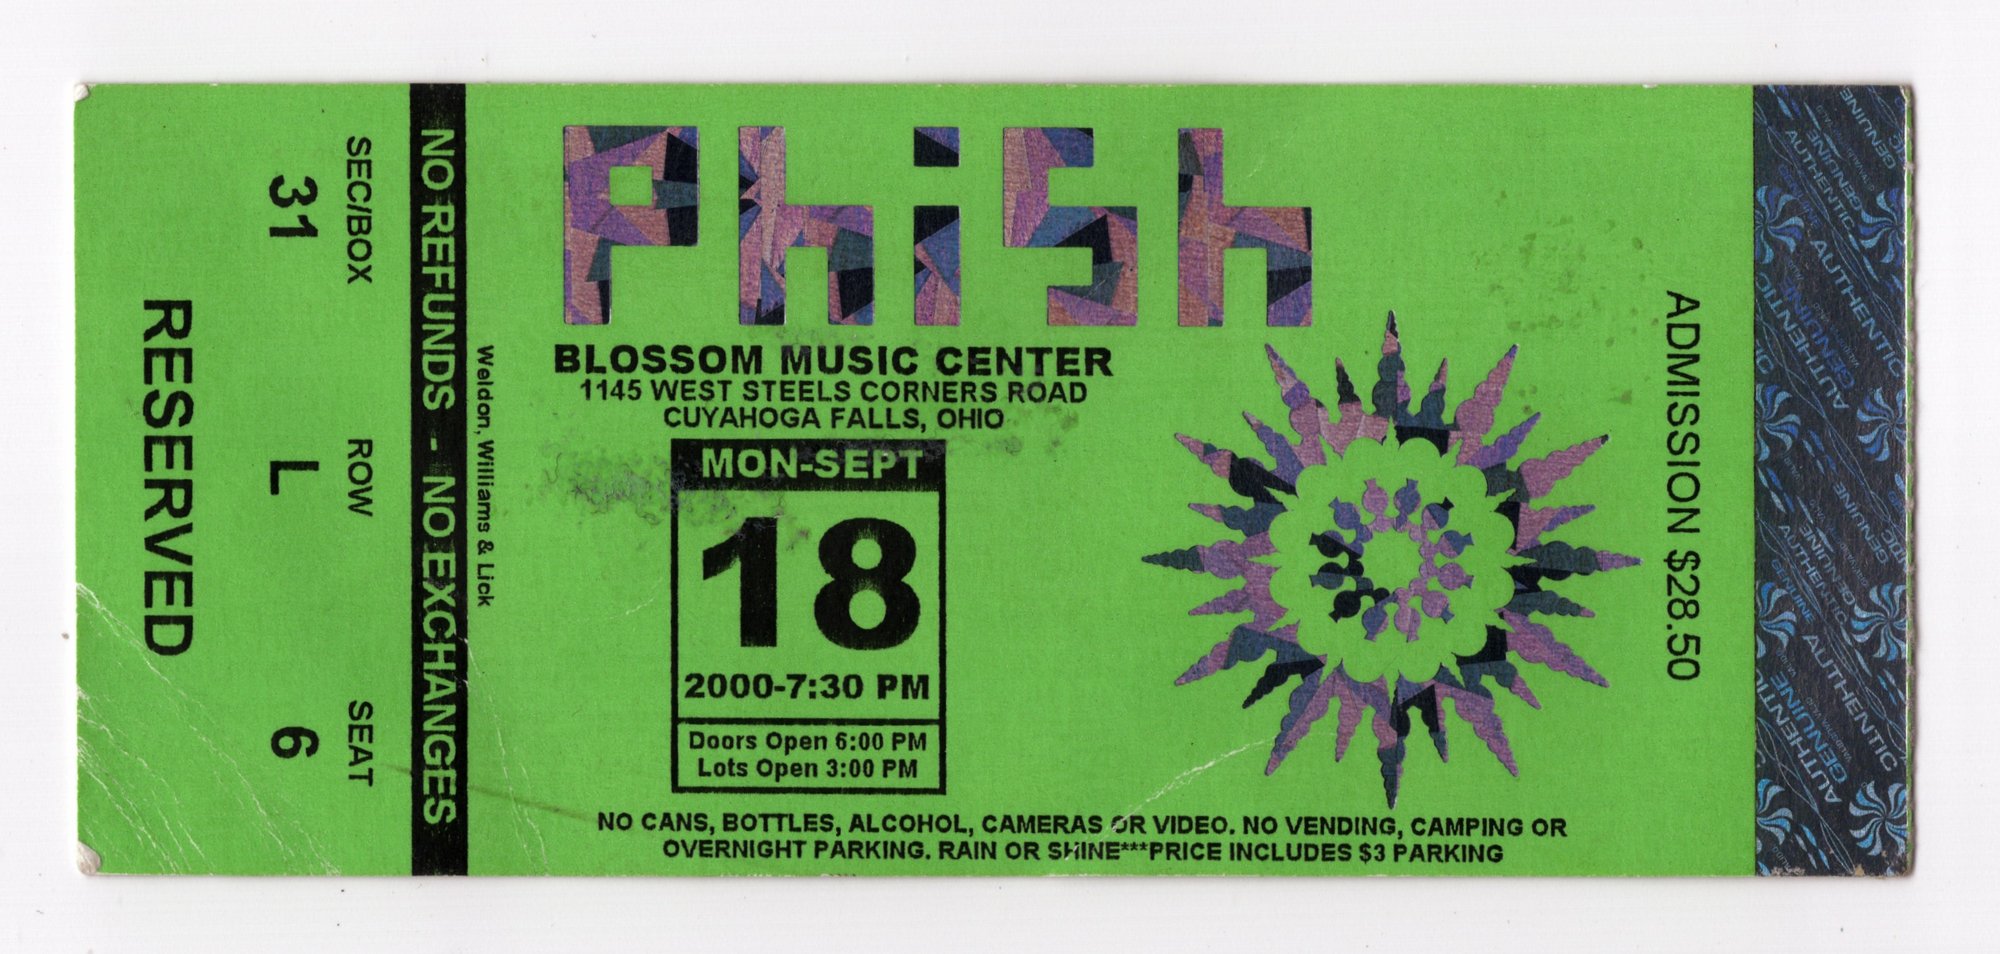 SEC/BOX
31
ROW
L
SEAT
6
RESERVED
NO REFUNDS - NO EXCHANGES
Weldon, Williams & Lick
Phish
BLOSSOM MUSIC CENTER
1145 WEST STEELS CORNERS ROAD
CUYAHOGA FALLS, OHIO
MON-SEPT
18
2000-7:30 PM
Doors Open 6:00 PM
Lots Open 3:00 PM
NO CANS, BOTTLES, ALCOHOL, CAMERAS OR VIDEO. NO VENDING, CAMPING OR
OVERNIGHT PARKING. RAIN OR SHINE***PRICE INCLUDES $3 PARKING
ADMISSION $28.50
AUTHENTIC
GENUINE